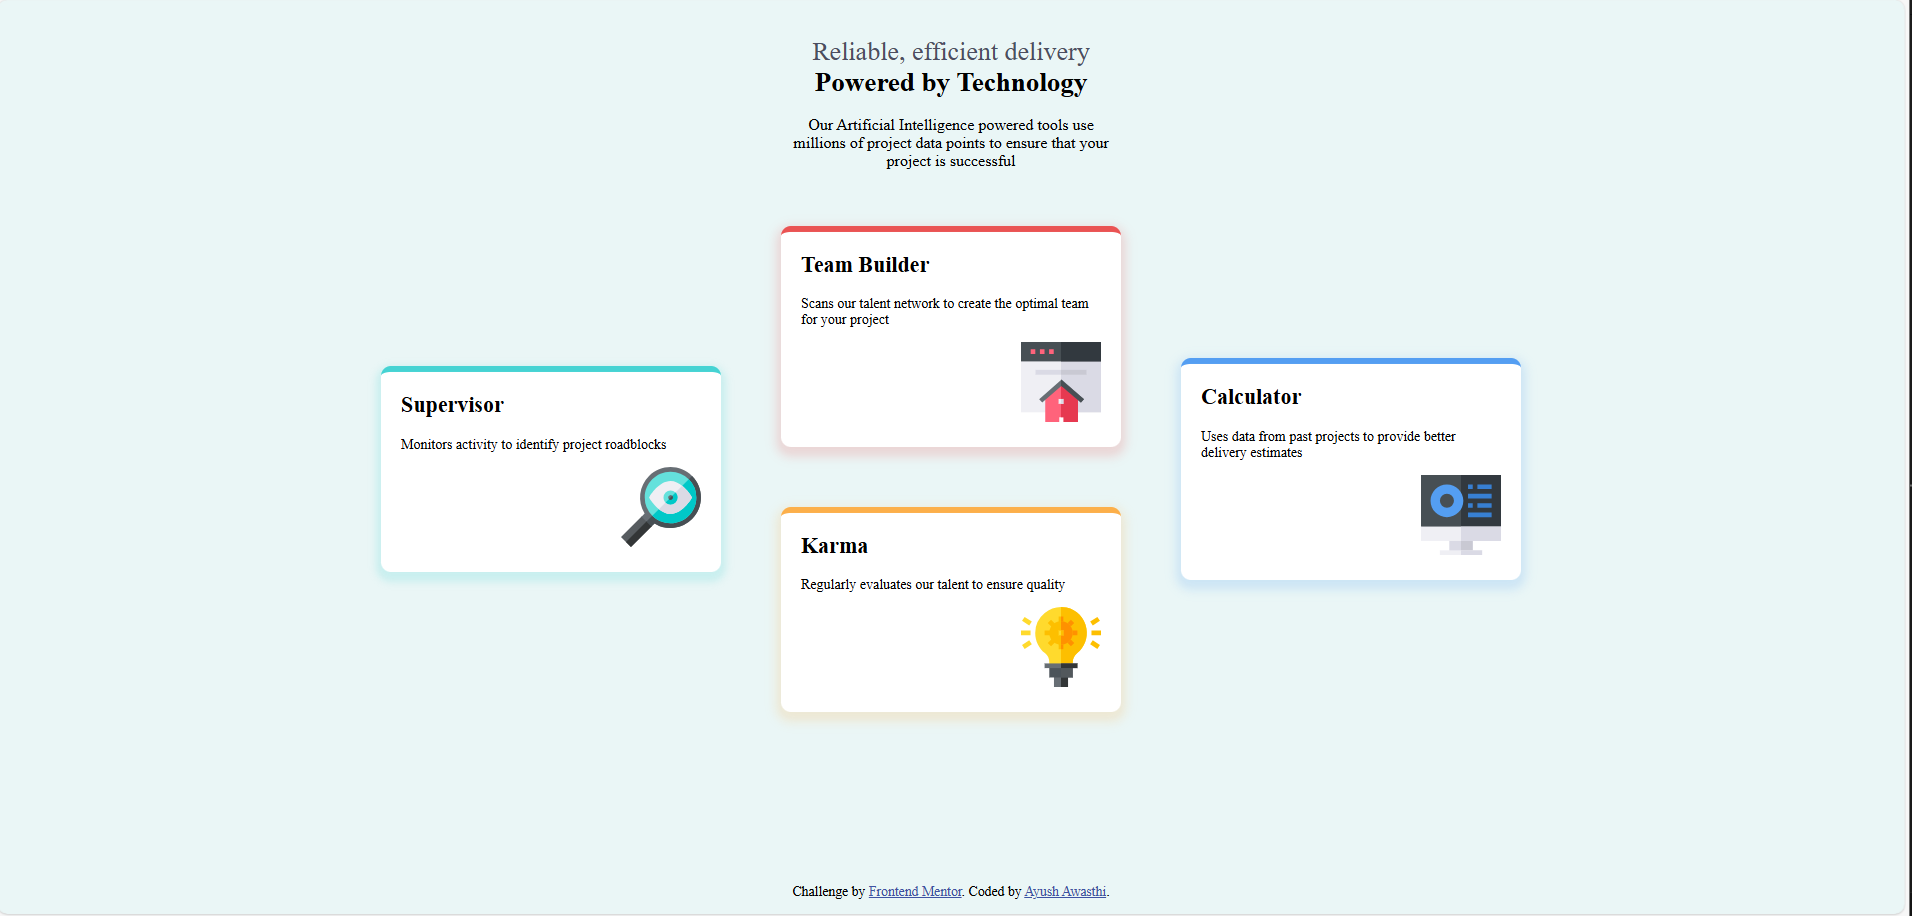 Reliable, efficient delivery
Powered by Technology
Our Artificial Intelligence powered tools use
millions of project data points to ensure that your
project is successful
Team Builder
Scans our talent network to create the optimal team
for your project
Supervisor
Monitors activity to identify project roadblocks
Calculator
Uses data from past projects to provide better
delivery estimates
Karma
Regularly evaluates our talent to ensure quality
Challenge by Frontend Mentor. Coded by Ayush Awasthi.